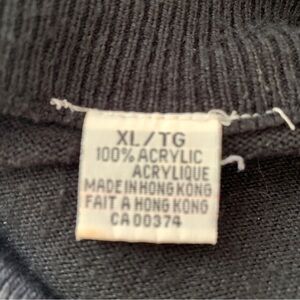 XL/TG
100% ACRYLIC
ACRYLIQUE
MADE IN HONG KONG
FAIT A HONG KONG
CA 00374